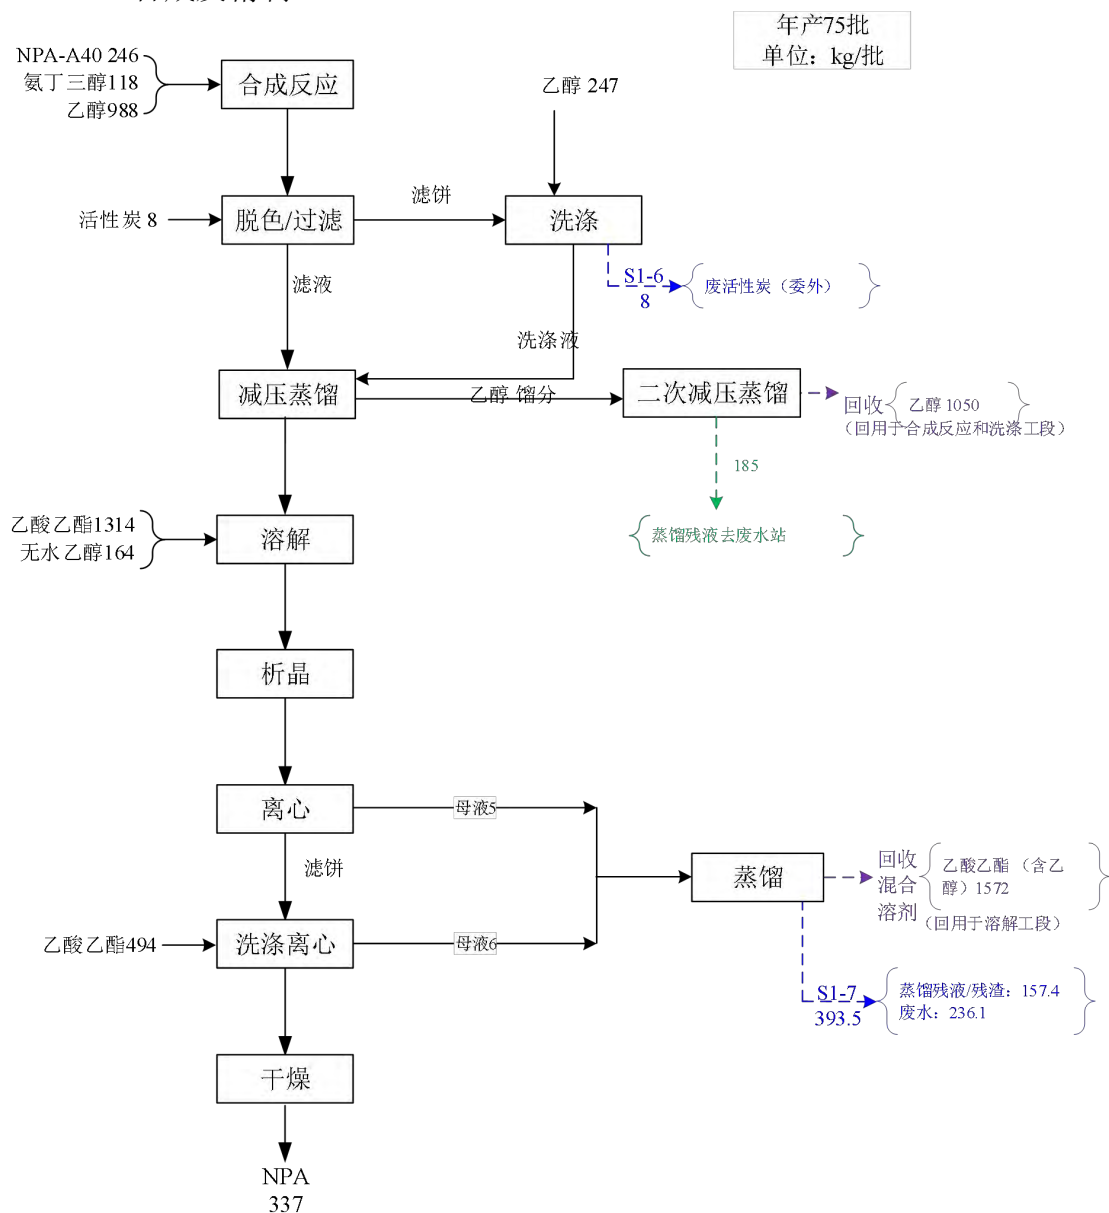 年产75批
单位：kg/批
NPA-A40 246
氨丁三醇118
乙醇988
合成反应
乙醇 247
活性炭 8
脱色/过滤
滤饼
洗涤
滤液
S1-6
8
废活性炭（委外）
洗涤液
减压蒸馏
乙醇 馏分
二次减压蒸馏
回收
乙醇 1050
（回用于合成反应和洗涤工段）
185
蒸馏残液去废水站
乙酸乙酯1314
无水乙醇164
溶解
析晶
离心
母液5
滤饼
蒸馏
回收
混合
溶剂
乙酸乙酯（含乙
醇）1572
（回用于溶解工段）
乙酸乙酯494
洗涤离心
母液6
S1-7
393.5
蒸馏残液/残渣：157.4
废水：236.1
干燥
NPA
337